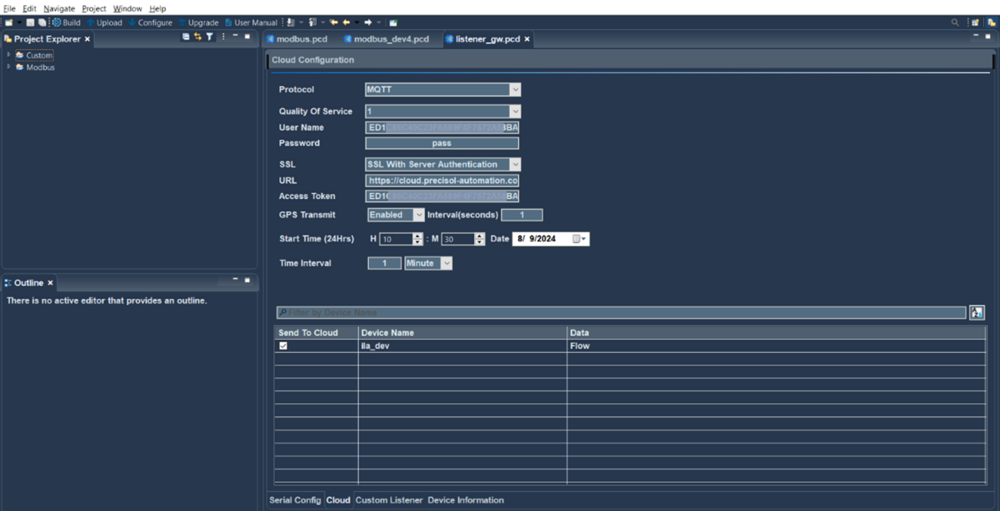 File Edit Navigate Project Window Help
Build Upload Configure Upgrade User Manual
Project Explorer
modbus.pcd modbus_dev4.pcd listener_gw.pcd
Custom
Modbus
Cloud Configuration
Protocol MQTT
Quality Of Service 1
User Name ED1
Password pass
SSL SSL With Server Authentication
URL https://cloud.precisol-automation.co
Access Token BA
GPS Transmit Enabled Interval(seconds) 1
Start Time (24Hrs) H 10 : M 30 Date 8/ 9/2024
Time Interval 1 Minute
Outline
There is no active editor that provides an outline.
Filter by Device Name
Send To Cloud Device Name Data
Flow
Serial Config Cloud Custom Listener Device Information